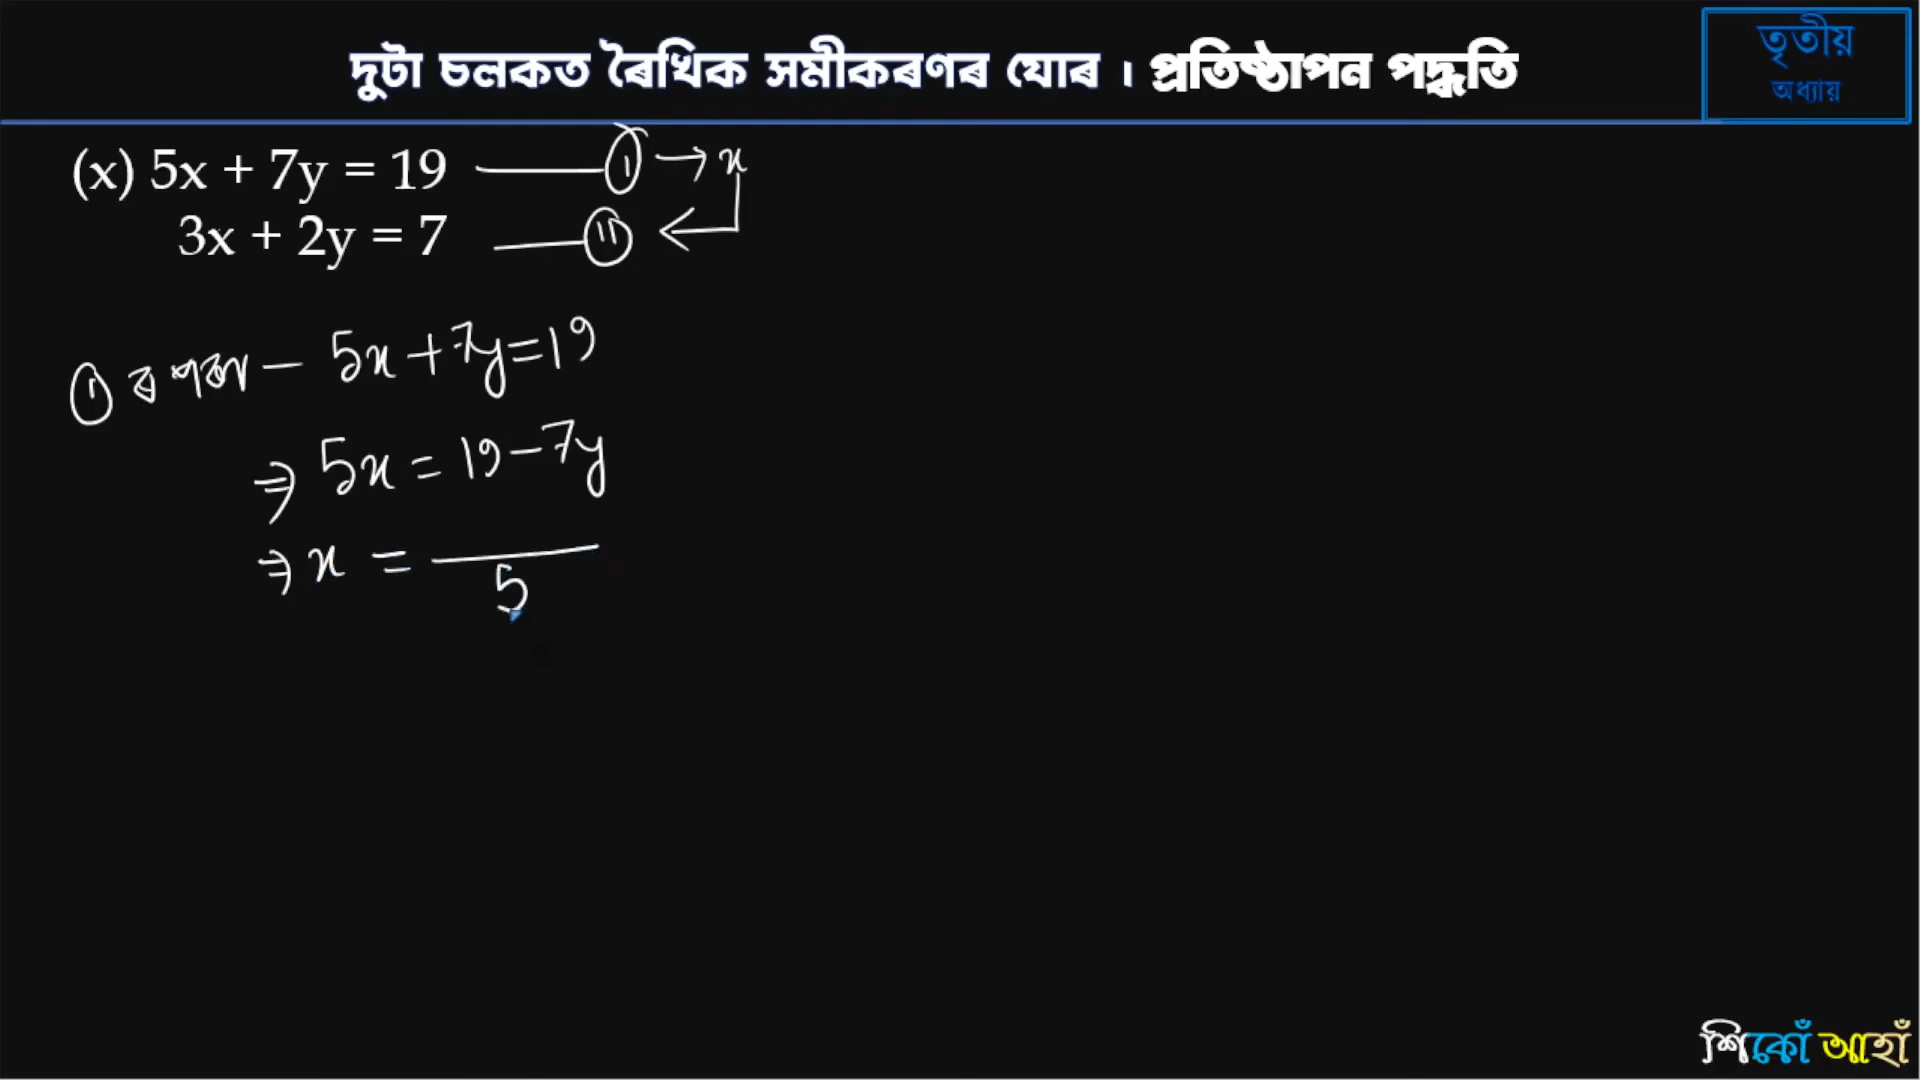 দুটা চলকত ৰৈখিক সমীকৰণৰ যোৰ । প্ৰতিষ্ঠাপন পদ্ধতি
তৃতীয়
অধ্যায়
(x) 5x + 7y = 19 —— ① → x
3x + 2y = 7 —— ⑪ ←
① ৰ পৰা – 5x + 7y = 19
⇒ 5x = 19 – 7y
⇒ x = —— 5
শিকোঁ আহাঁ